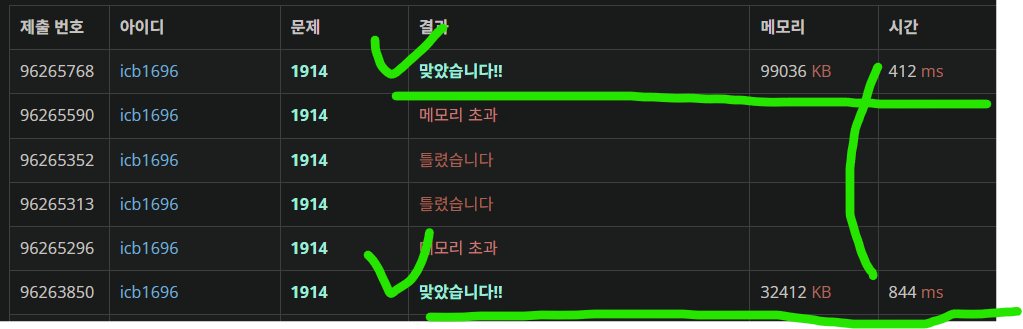 제출 번호 아이디 문제 결과 메모리 시간
96265768 icb1696 1914 맞았습니다!! 99036 KB 412 ms
96265590 icb1696 1914 메모리 초과
96265352 icb1696 1914 틀렸습니다
96265313 icb1696 1914 틀렸습니다
96265296 icb1696 1914 메모리 초과
96263850 icb1696 1914 맞았습니다!! 32412 KB 844 ms